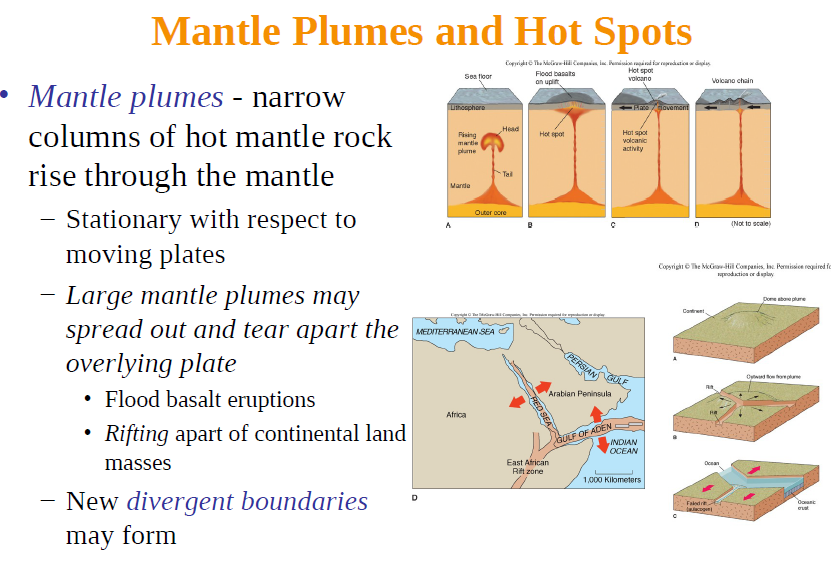 Mantle Plumes and Hot Spots
• Mantle plumes - narrow
columns of hot mantle rock
rise through the mantle
– Stationary with respect to
moving plates
– Large mantle plumes may
spread out and tear apart the
overlying plate
• Flood basalt eruptions
• Rifting apart of continental land
masses
– New divergent boundaries
may form
Copyright © The McGraw-Hill Companies, Inc. Permission required for reproduction or display.
Sea floor
Lithosphere
Rising
mantle
plume
Head
Tail
Mantle
Outer core
A
Flood basalts
on uplift
Hot spot
B
Hot spot
volcano
Plate movement
Hot spot
volcanic
activity
C
Volcano chain
D
(Not to scale)
Copyright © The McGraw-Hill Companies, Inc. Permission required for reproduction or display.
MEDITERRANEAN SEA
PERSIAN GULF
Arabian Peninsula
Africa
RED SEA
GULF OF ADEN
INDIAN
OCEAN
East African
Rift zone
1,000 Kilometers
D
Copyright © The McGraw-Hill Companies, Inc. Permission required fo
reproduction or display
Dome above plume
Continent
A
Outward flow from plume
Rift
Rift
B
Ocean
Failed rift
(aulacogen)
Oceanic
crust
C